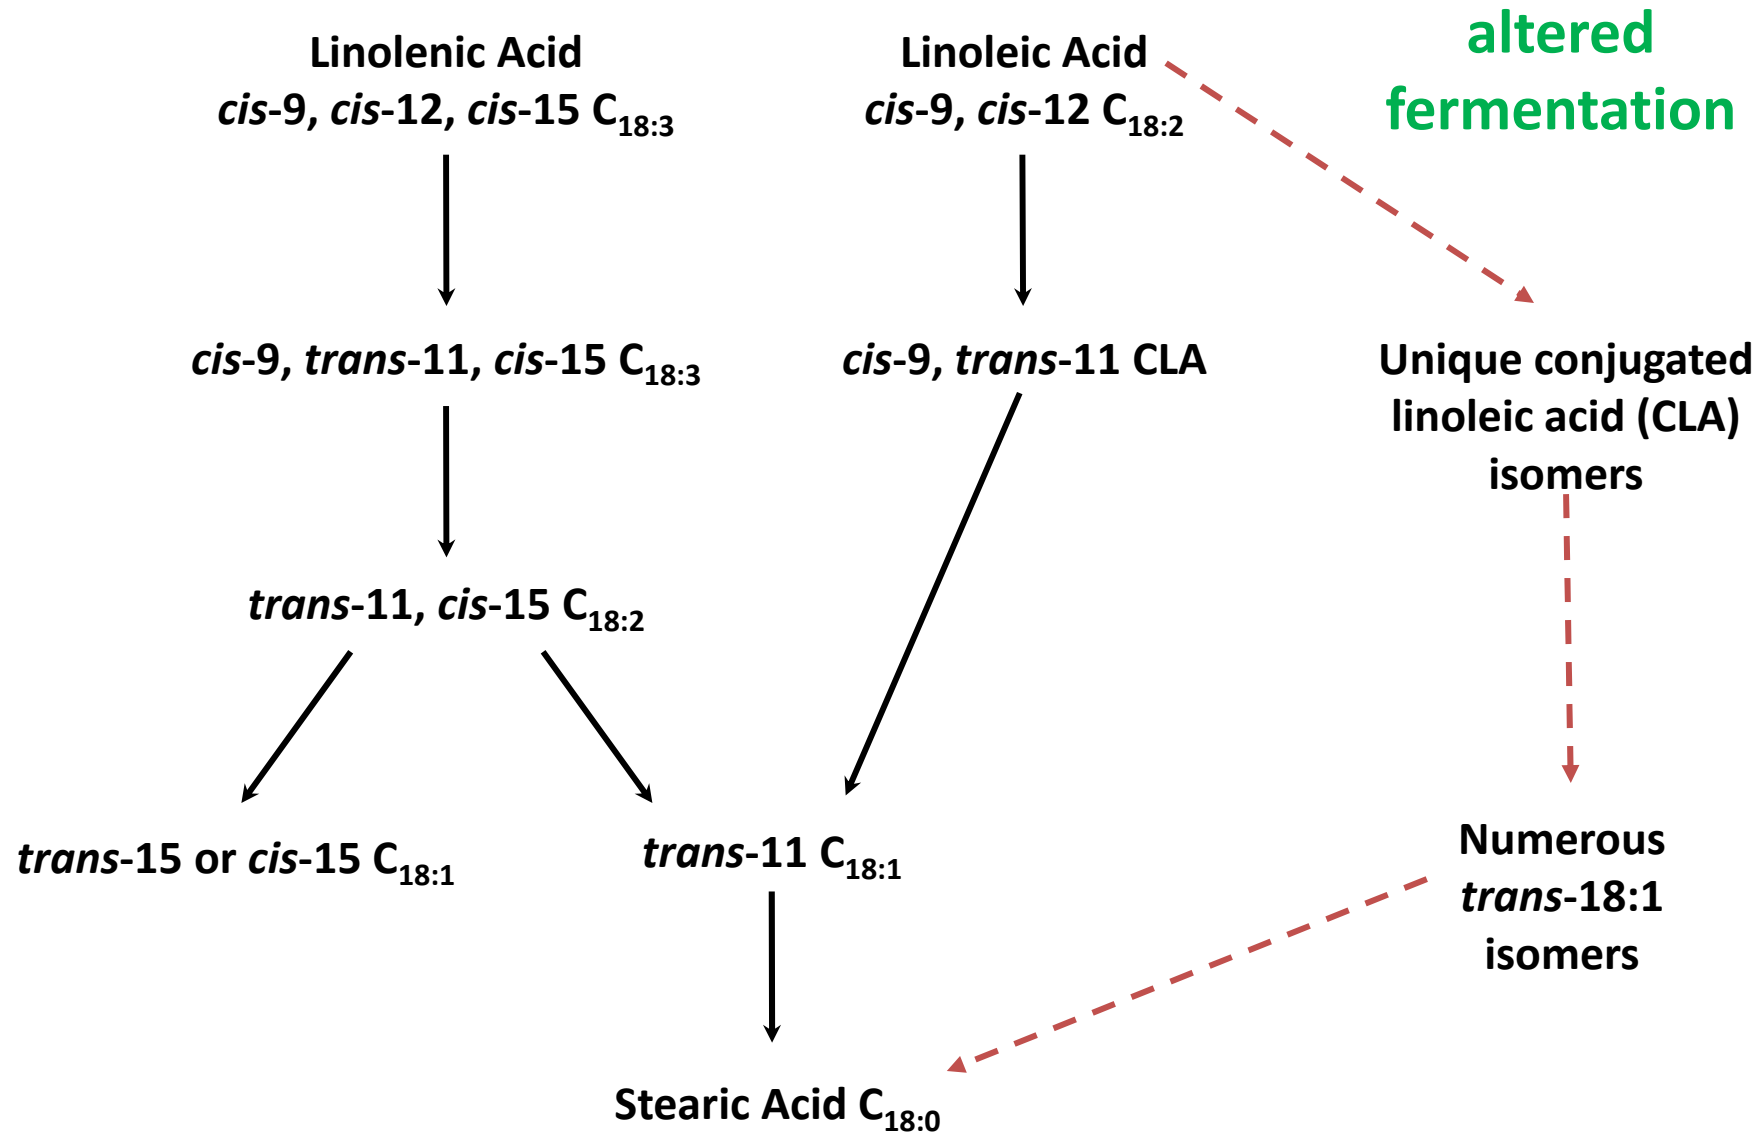 altered
fermentation
Linolenic Acid
cis-9, cis-12, cis-15 C18:3
Linoleic Acid
cis-9, cis-12 C18:2
cis-9, trans-11, cis-15 C18:3
cis-9, trans-11 CLA
Unique conjugated
linoleic acid (CLA)
isomers
trans-11, cis-15 C18:2
trans-15 or cis-15 C18:1
trans-11 C18:1
Numerous
trans-18:1
isomers
Stearic Acid C18:0